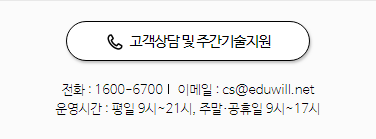 고객상담 및 주간기술지원
전화 : 1600-6700 I 이메일 : cs@eduwill.net
운영시간 : 평일 9시~21시, 주말·공휴일 9시~17시